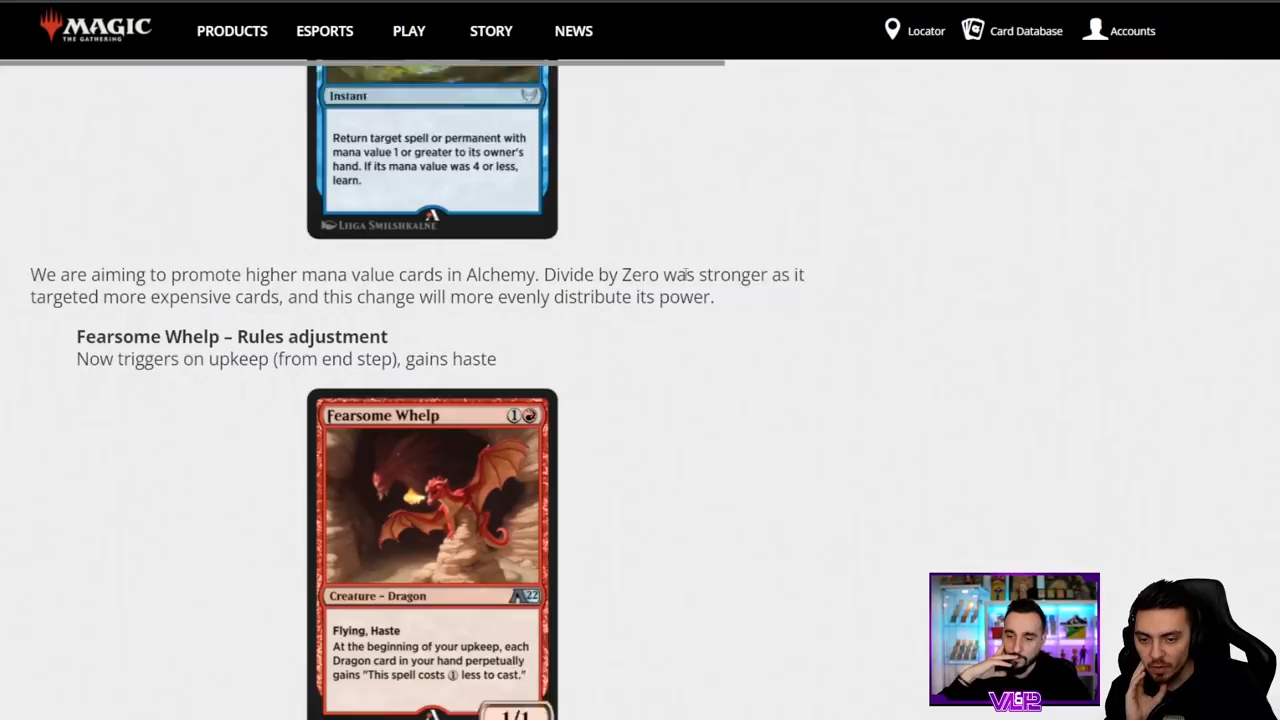 MAGIC
THE GATHERING
PRODUCTS
ESPORTS
PLAY
STORY
NEWS
Locator
Card Database
Accounts
Instant
Return target spell or permanent with
mana value 1 or greater to its owner's
hand. If its mana value was 4 or less,
learn.
LIIGA SMILSHKALNE
We are aiming to promote higher mana value cards in Alchemy. Divide by Zero was stronger as it
targeted more expensive cards, and this change will more evenly distribute its power.
Fearsome Whelp – Rules adjustment
Now triggers on upkeep (from end step), gains haste
Fearsome Whelp 1
Creature – Dragon
A22
Flying, Haste
At the beginning of your upkeep, each
Dragon card in your hand perpetually
gains "This spell costs 1 less to cast."
1/1